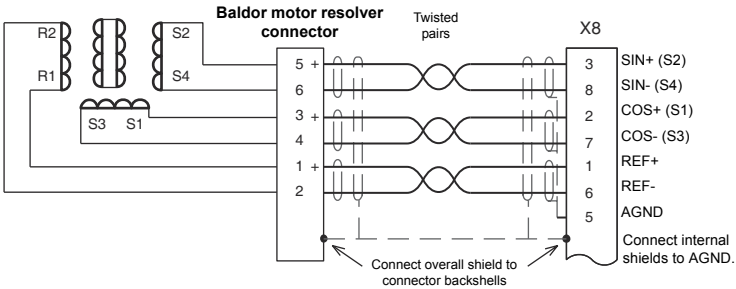 Baldor motor resolver
connector
Twisted
pairs
X8
R2
S2
R1
S4
S3 S1
5 +
6
3 +
4
1 +
2
3 SIN+ (S2)
8 SIN- (S4)
2 COS+ (S1)
7 COS- (S3)
1 REF+
6 REF-
5 AGND
Connect internal
shields to AGND.
Connect overall shield to
connector backshells